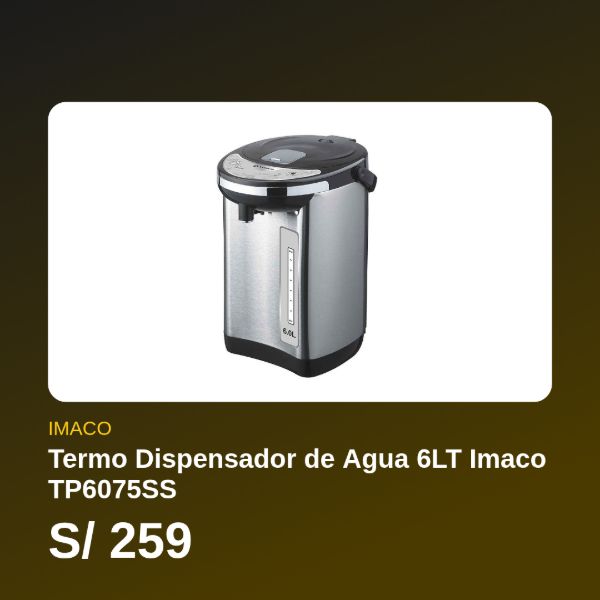 6.0L
IMACO
Termo Dispensador de Agua 6LT Imaco
TP6075SS
S/ 259